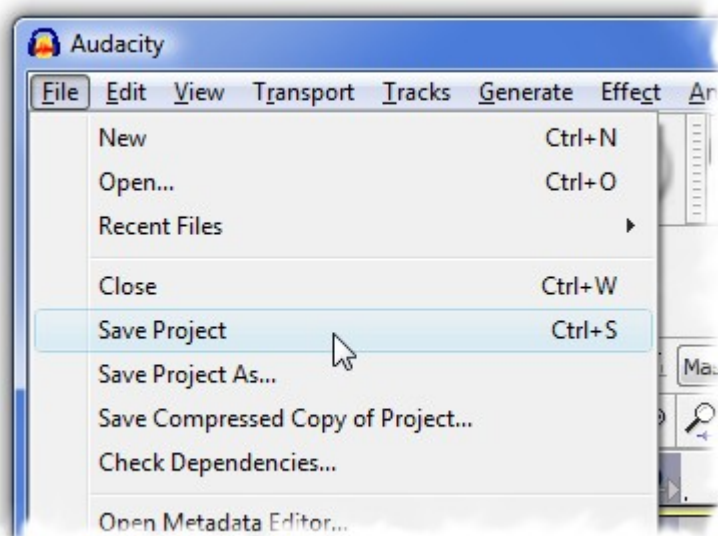 Audacity
File Edit View Transport Tracks Generate Effect
New Ctrl+N
Open... Ctrl+O
Recent Files
Close Ctrl+W
Save Project Ctrl+S
Save Project As...
Save Compressed Copy of Project...
Check Dependencies...
Open Metadata Editor...